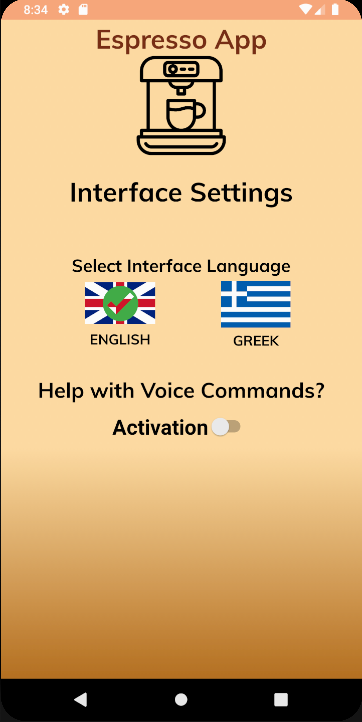 8:34
Espresso App
Interface Settings
Select Interface Language
ENGLISH
GREEK
Help with Voice Commands?
Activation